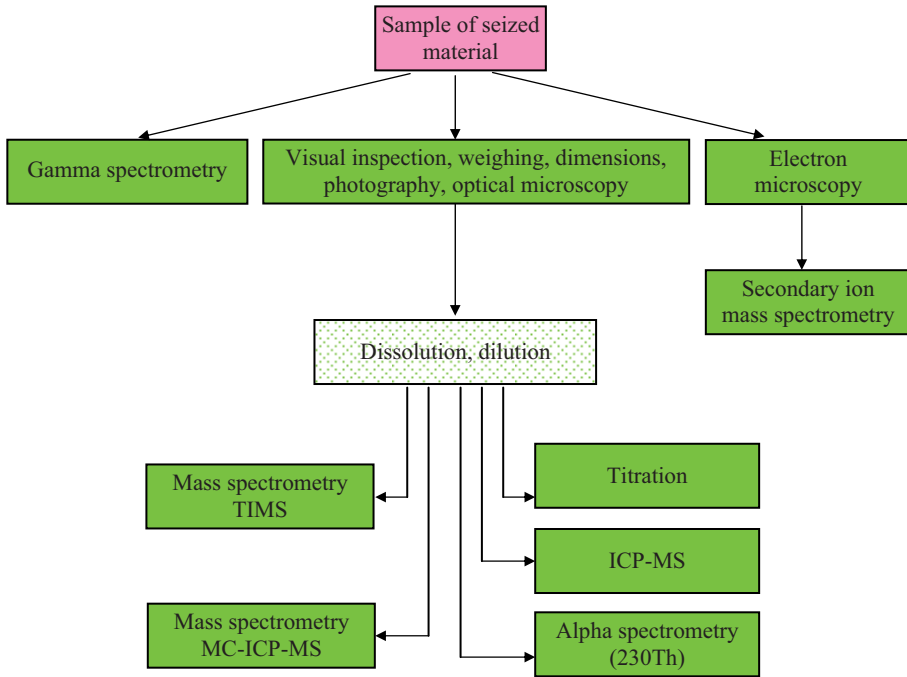 Sample of seized
material
Gamma spectrometry
Visual inspection, weighing, dimensions,
photography, optical microscopy
Electron
microscopy
Secondary ion
mass spectrometry
Dissolution, dilution
Mass spectrometry
TIMS
Titration
ICP-MS
Mass spectrometry
MC-ICP-MS
Alpha spectrometry
(230Th)